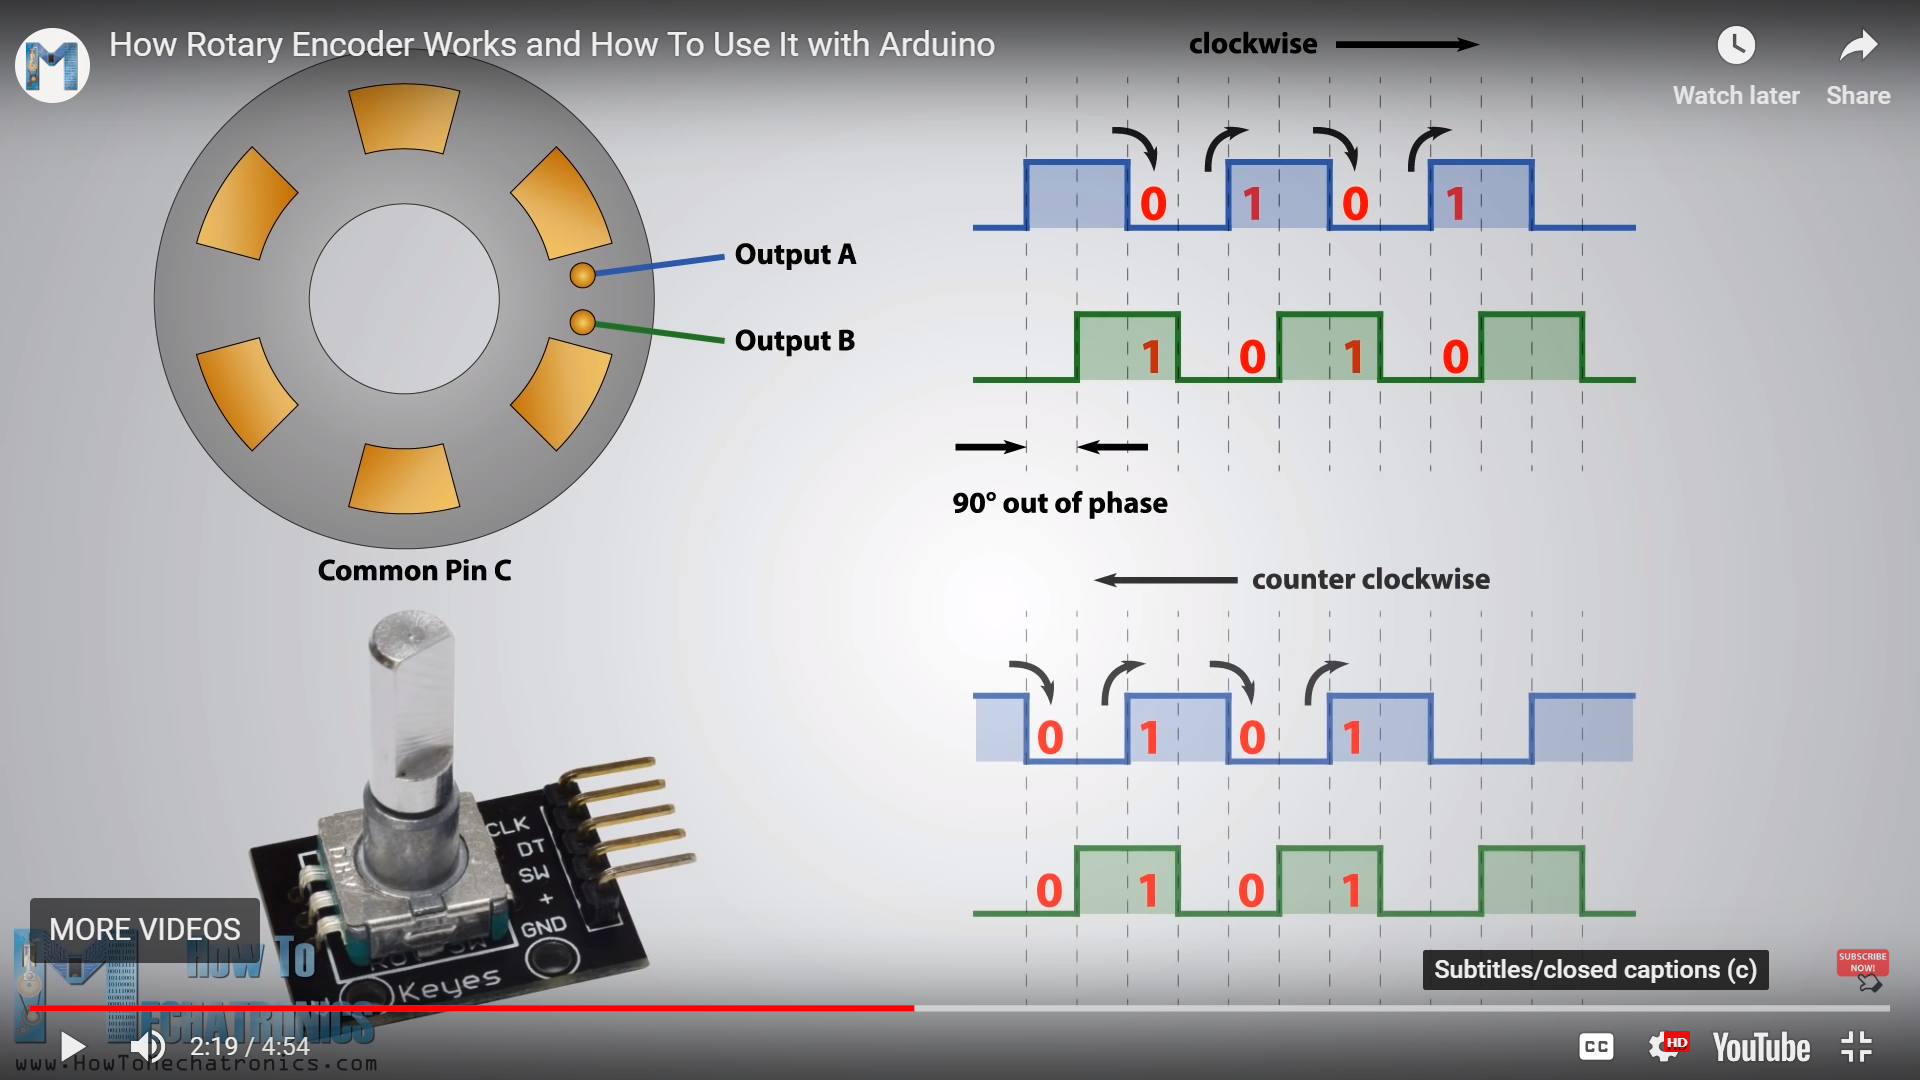 How Rotary Encoder Works and How To Use It with Arduino
clockwise
Watch later
Share
0 1 0 1
Output A
Output B
1 0 1 0
90° out of phase
Common Pin C
counter clockwise
0 1 0 1
0 1 0 1
CLK
DT
SW
+
GND
Keyes
MORE VIDEOS
How To
MECHATRONICS
www.HowToMechatronics.com
Subtitles/closed captions (c)
SUBSCRIBE
NOW!
2:19 / 4:54
CC
HD
YouTube